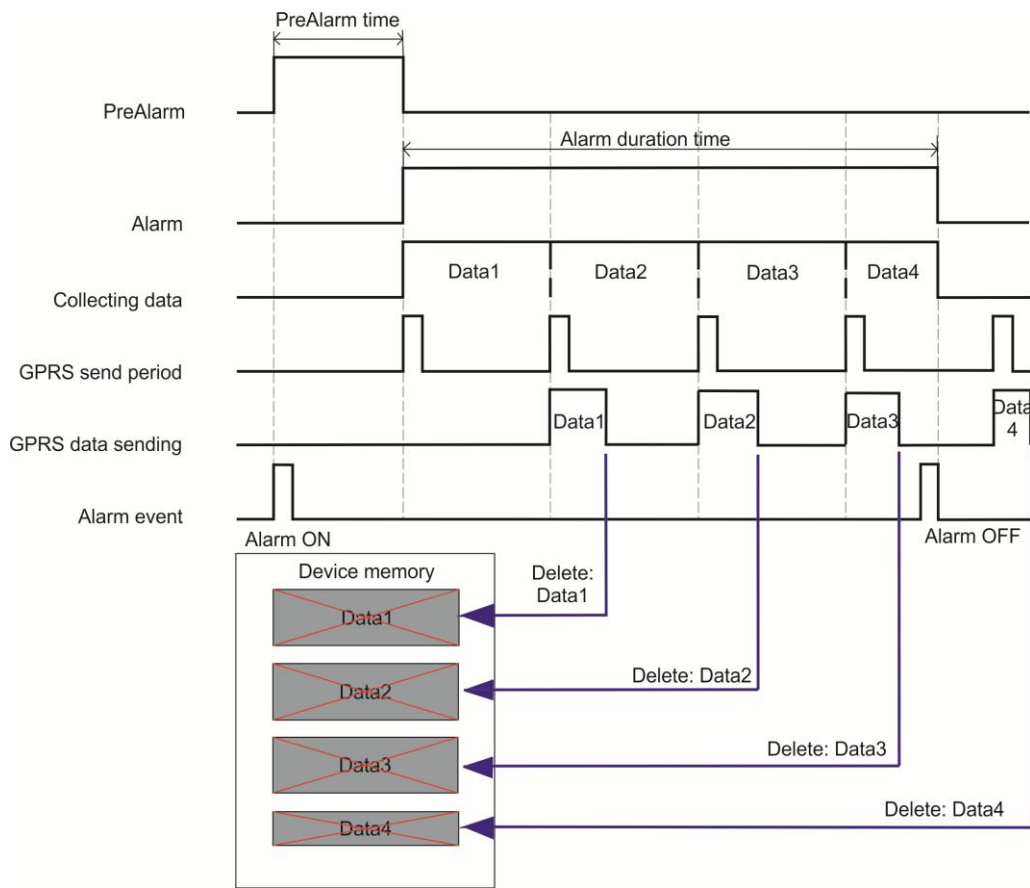 PreAlarm time
PreAlarm
Alarm duration time
Alarm
Data1
Data2
Data3
Data4
Collecting data
GPRS send period
Data1
Data2
Data3
Data
4
GPRS data sending
Alarm event
Alarm ON
Alarm OFF
Device memory
Delete:
Data1
Data1
Delete: Data2
Data2
Delete: Data3
Data3
Delete: Data4
Data4